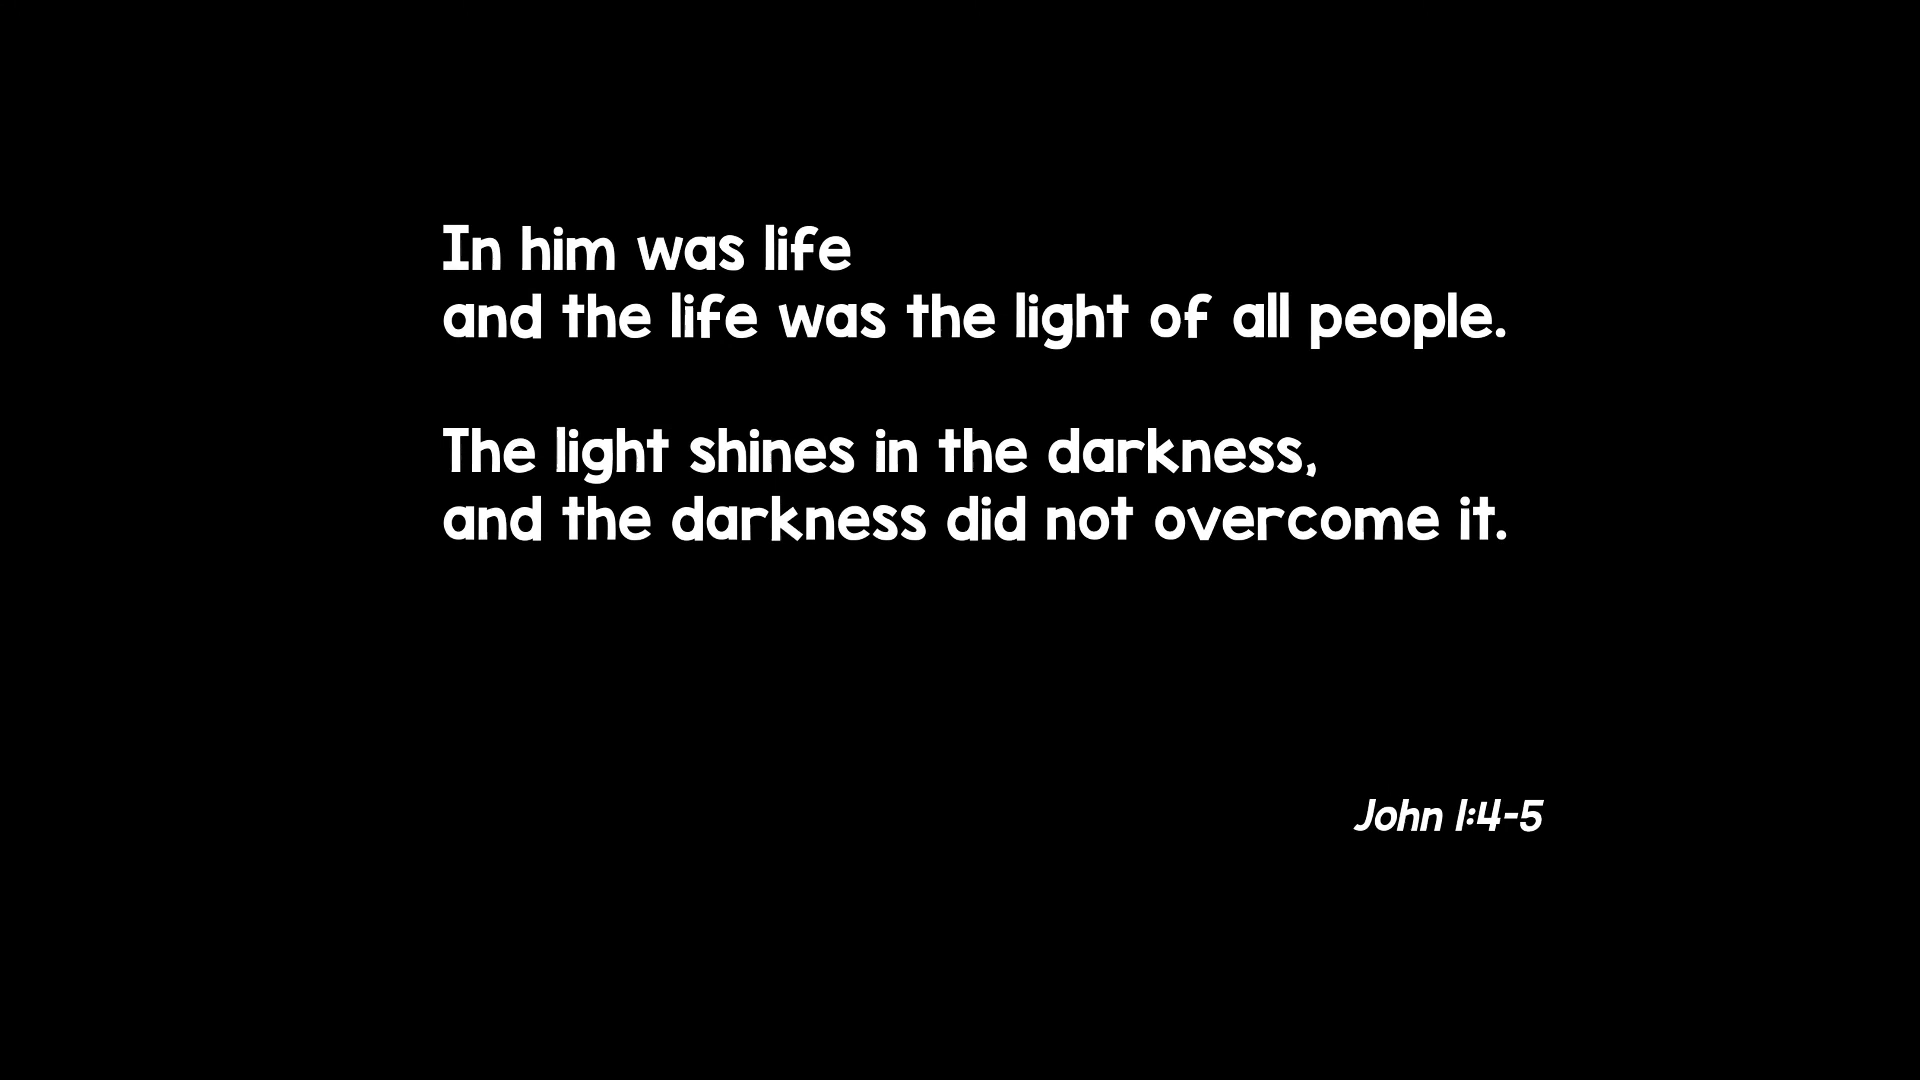 In him was life
and the life was the light of all people.
The light shines in the darkness,
and the darkness did not overcome it.
John 1:4-5